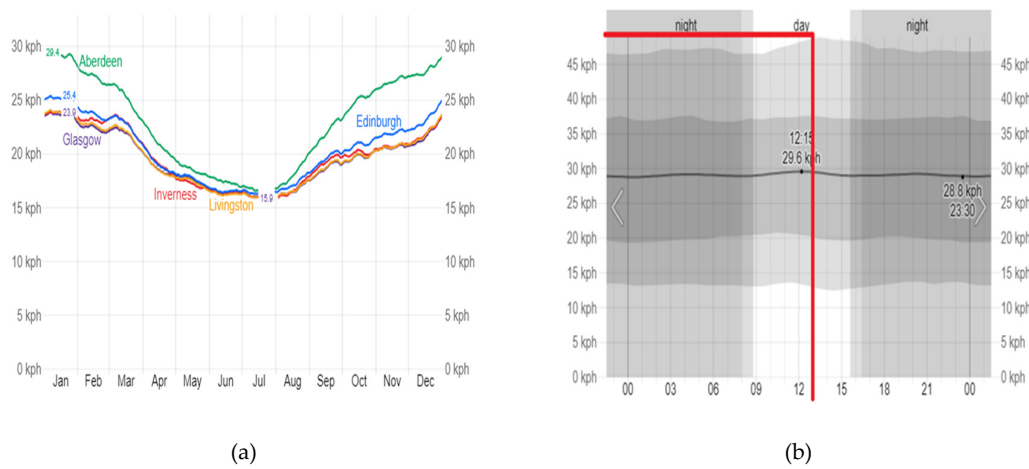 30 kph
25 kph
20 kph
15 kph
10 kph
5 kph
0 kph
29.4
Aberdeen
25.4
23.9
Glasgow
Inverness
Livingston
15.9
Edinburgh
30 kph
25 kph
20 kph
15 kph
10 kph
5 kph
0 kph
Jan Feb Mar Apr May Jun Jul Aug Sep Oct Nov Dec
(a)
night day night
45 kph
40 kph
35 kph
30 kph
25 kph
20 kph
15 kph
10 kph
5 kph
0 kph
12:15
29.6 kph
28.8 kph
23:30
45 kph
40 kph
35 kph
30 kph
25 kph
20 kph
15 kph
10 kph
5 kph
0 kph
00 03 06 09 12 15 18 21 00
(b)